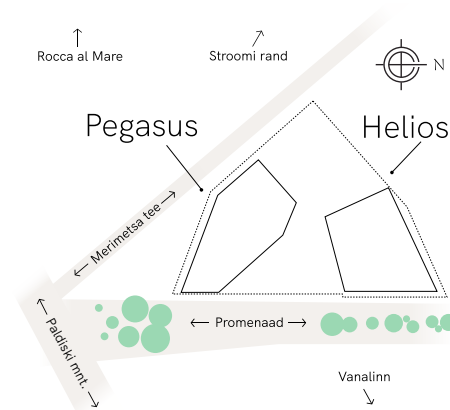 Rocca al Mare
Stroomi rand
N
Pegasus
Helios
Merimetsa tee
Promenaad
Paldiski mnt.
Vanalinn